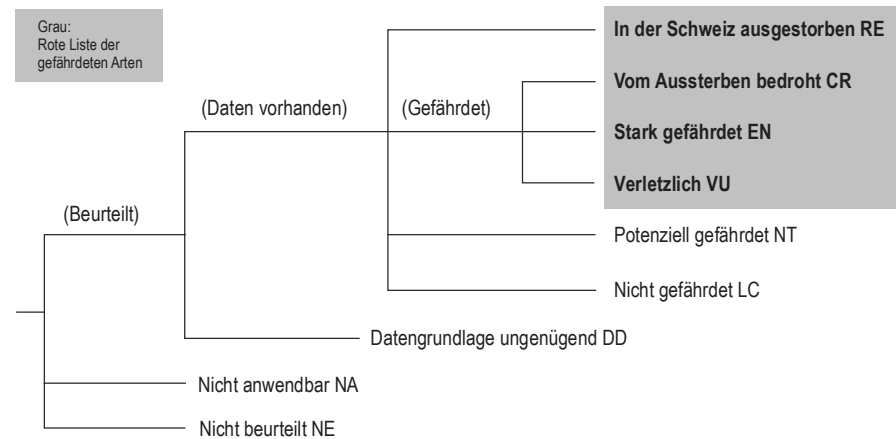 Grau:
Rote Liste der
gefährdeten Arten
In der Schweiz ausgestorben RE
Vom Aussterben bedroht CR
(Daten vorhanden)
(Gefährdet)
Stark gefährdet EN
Verletzlich VU
(Beurteilt)
Potenziell gefährdet NT
Nicht gefährdet LC
Datengrundlage ungenügend DD
Nicht anwendbar NA
Nicht beurteilt NE